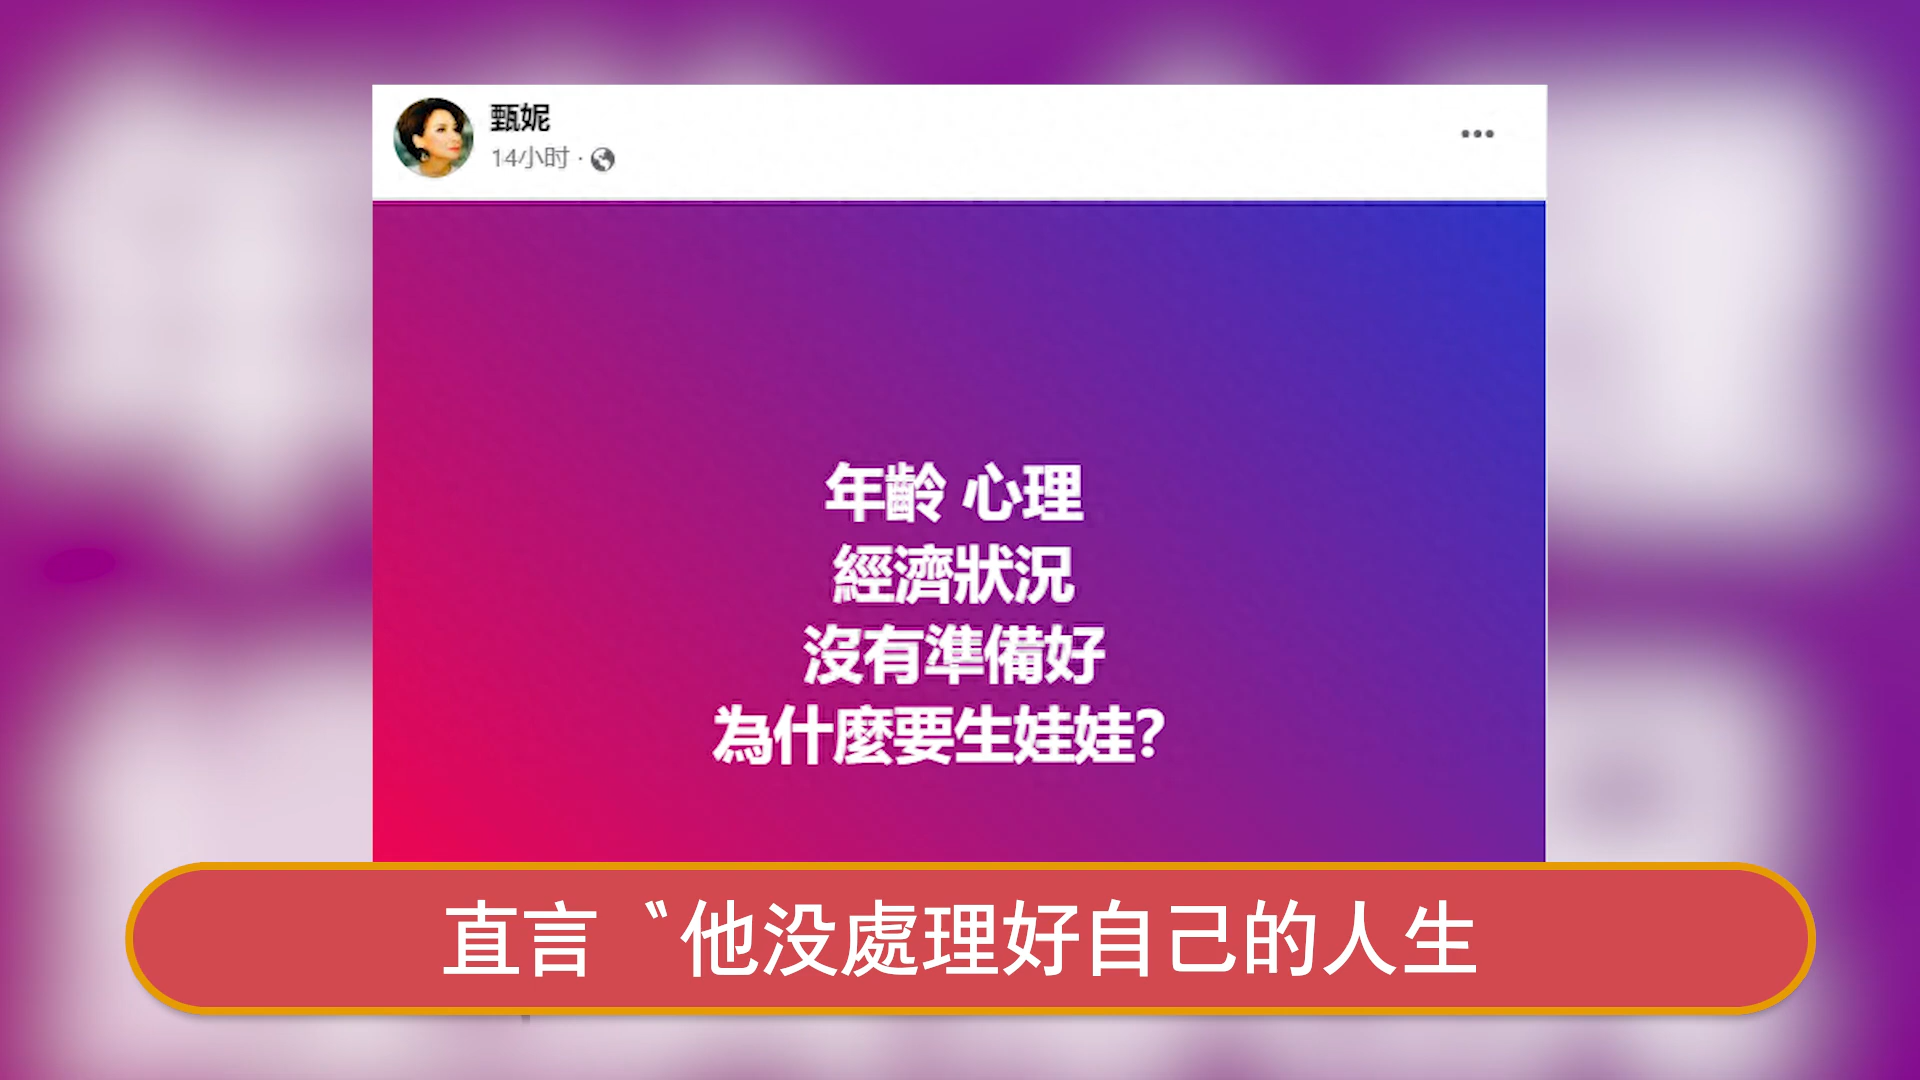 甄妮
14小时 ·
年齡 心理
經濟狀況
沒有準備好
為什麼要生娃娃？
直言〝他没處理好自己的人生